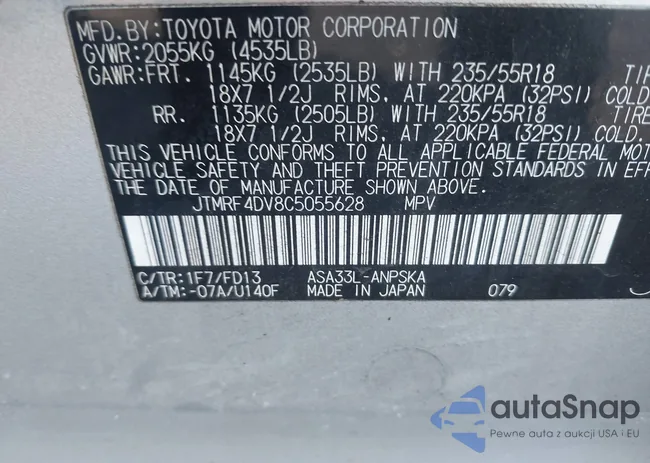 MFD.BY:TOYOTA MOTOR CORPORATION
GVWR:2055KG (4535LB)
GAWR:FRT. 1145KG (2535LB) WITH 235/55R18 TIR
18X7 1/2J RIMS, AT 220KPA (32PSI) COLD
RR. 1135KG (2505LB) WITH 235/55R18 TIRE
18X7 1/2J RIMS, AT 220KPA (32PSI) COLD.
THIS VEHICLE CONFORMS TO ALL APPLICABLE FEDERAL MOT
VEHICLE SAFETY AND THEFT PREVENTION STANDARDS IN EFF
THE DATE OF MANUFACTURE SHOWN ABOVE.
JTMRF4DV8C5055628 MPV
C/TR:1F7/FD13 ASA33L-ANPSKA
A/TM:-07A/U140F MADE IN JAPAN 079
autaSnap
Pewne auta z aukcji USA i EU